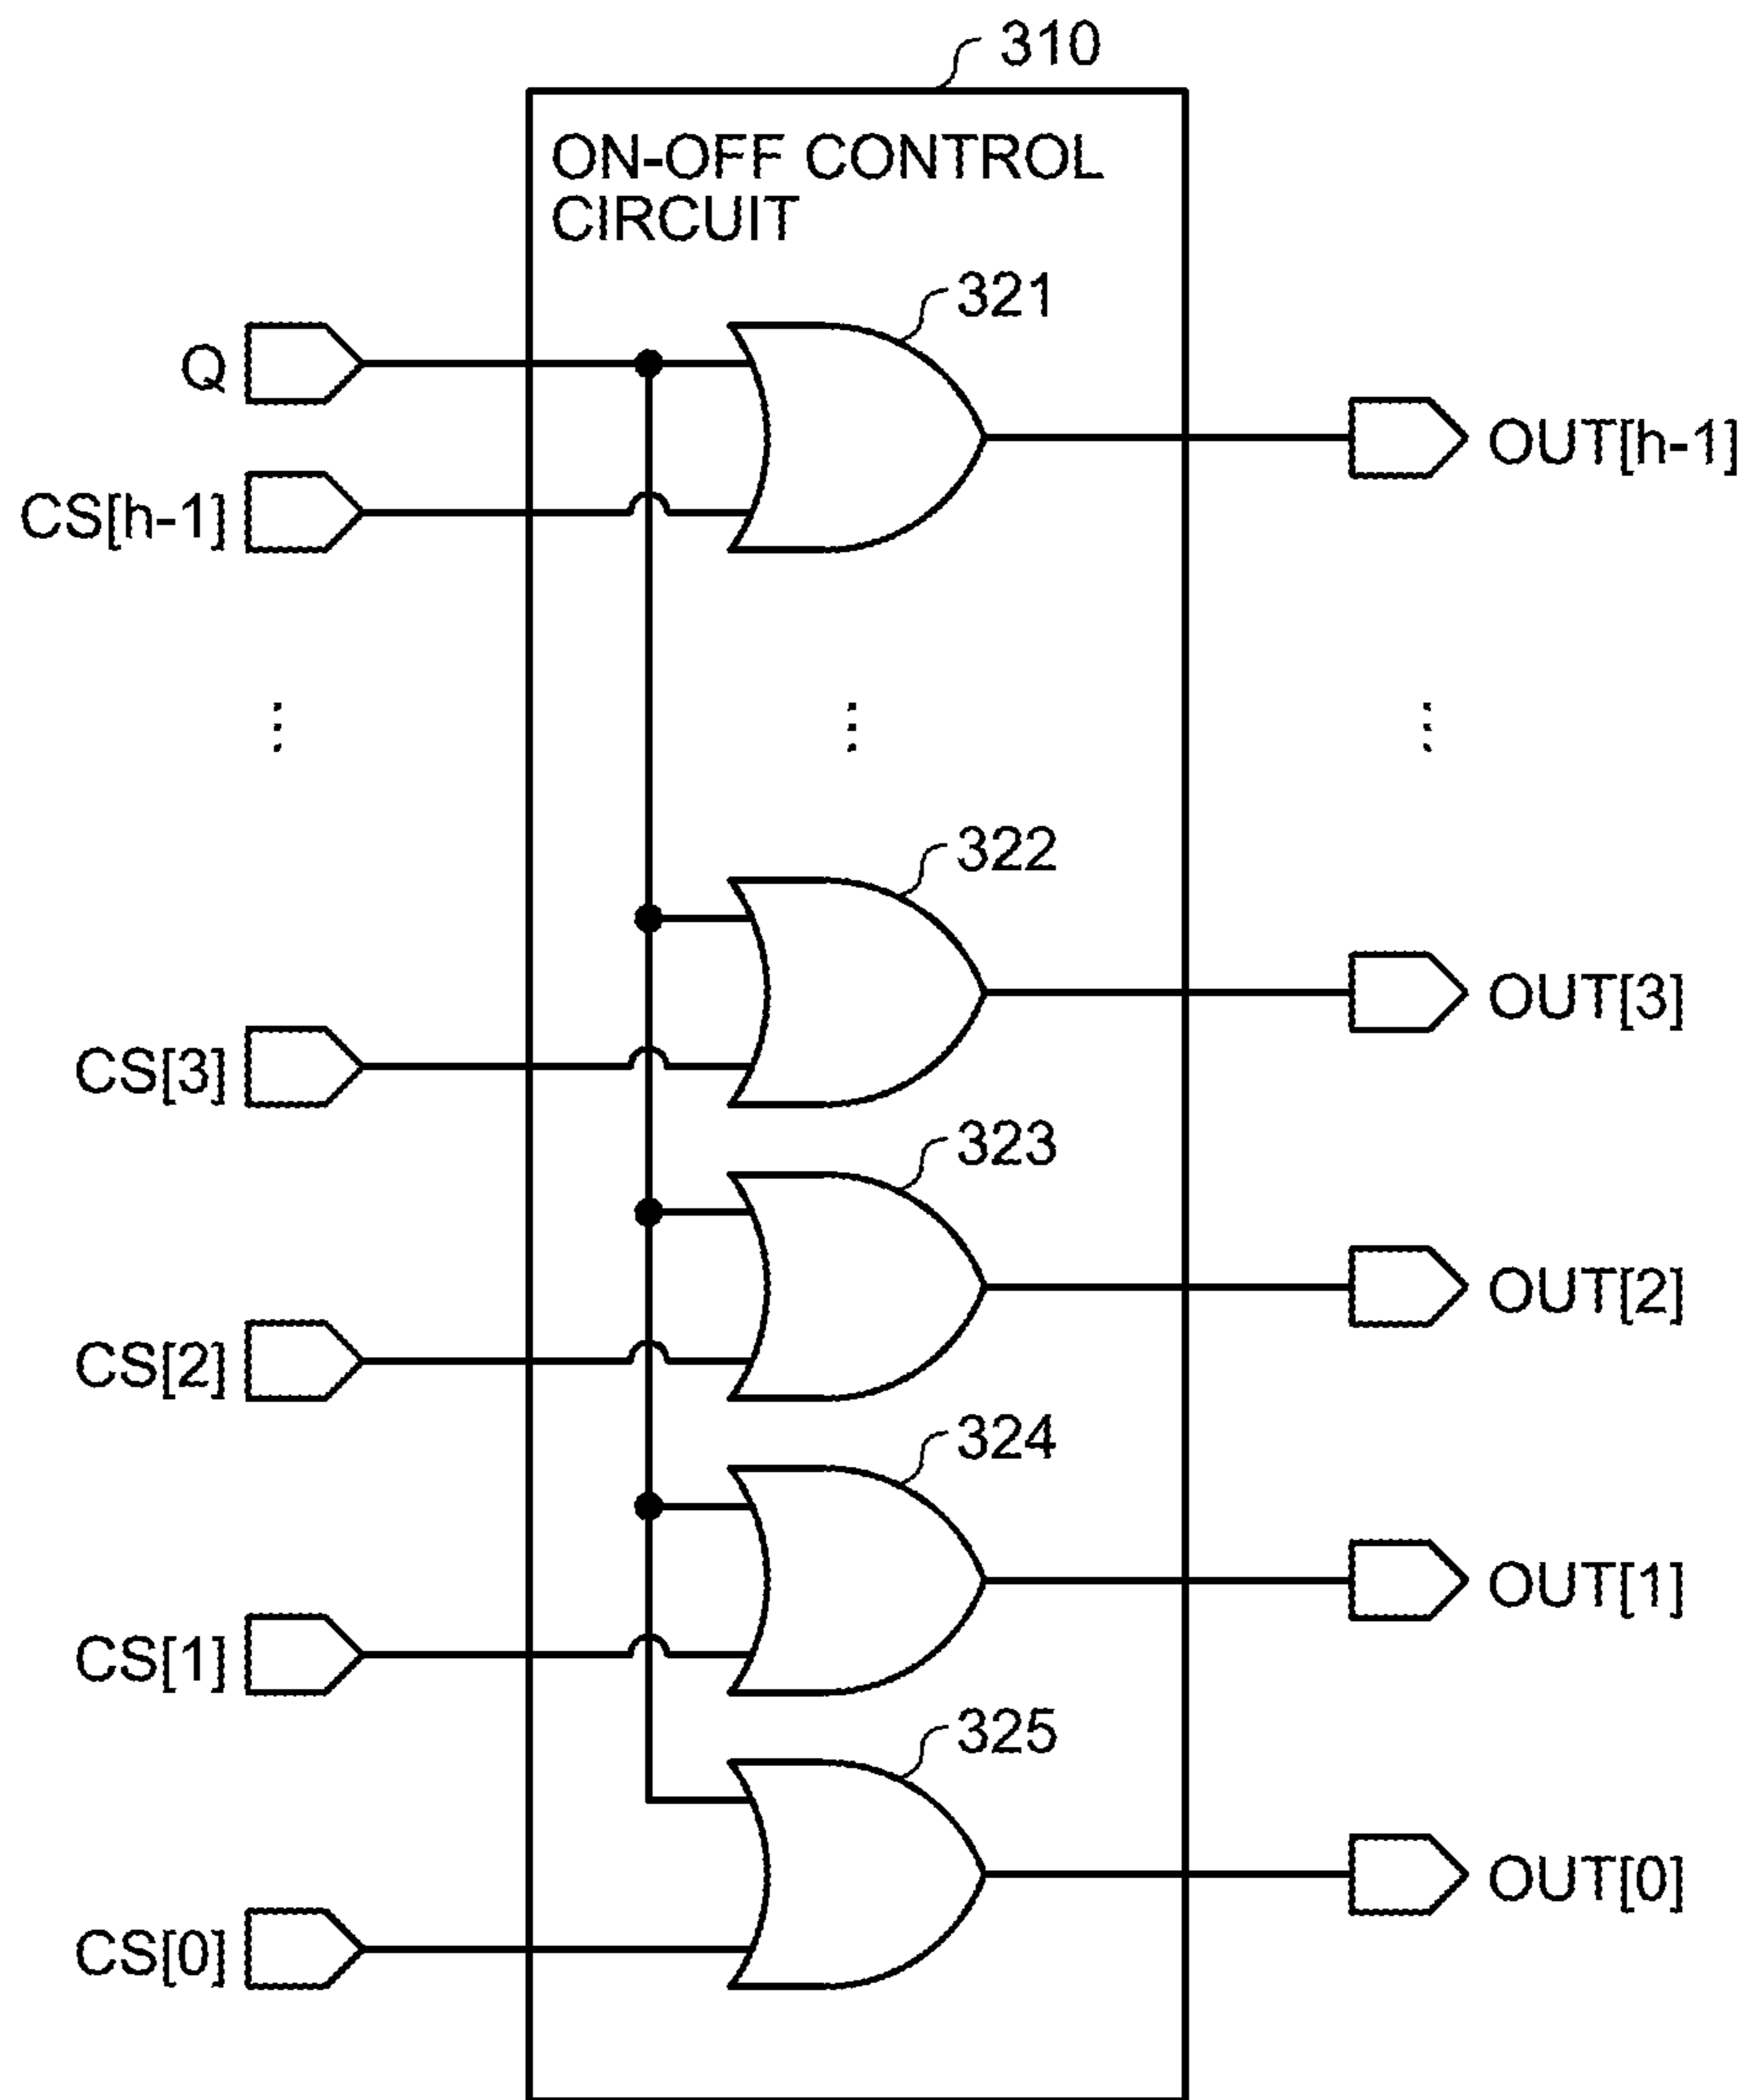 310
ON-OFF CONTROL
CIRCUIT
321
Q
OUT[h-1]
CS[h-1]
322
OUT[3]
CS[3]
323
OUT[2]
CS[2]
324
OUT[1]
CS[1]
325
OUT[0]
CS[0]